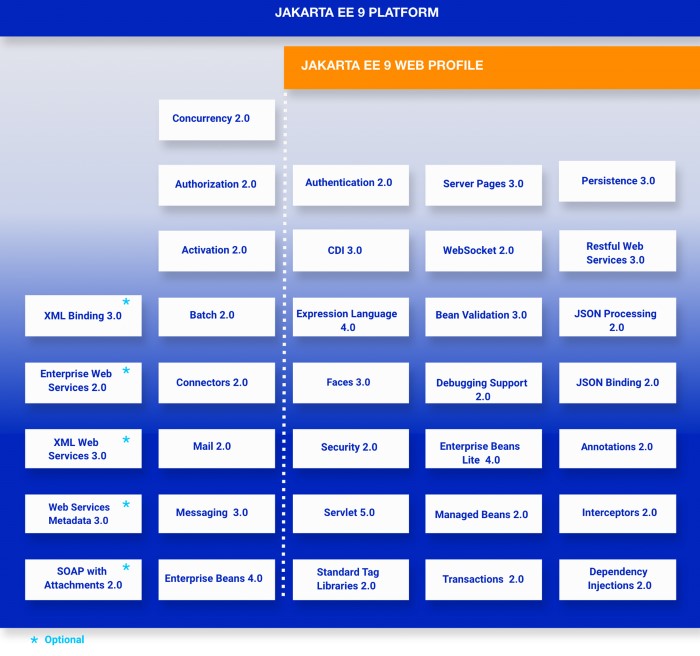 JAKARTA EE 9 PLATFORM
JAKARTA EE 9 WEB PROFILE
Concurrency 2.0
Authorization 2.0
Authentication 2.0
Server Pages 3.0
Persistence 3.0
Activation 2.0
CDI 3.0
WebSocket 2.0
Restful Web
Services 3.0
XML Binding 3.0 *
Batch 2.0
Expression Language
4.0
Bean Validation 3.0
JSON Processing
2.0
Enterprise Web *
Services 2.0
Connectors 2.0
Faces 3.0
Debugging Support
2.0
JSON Binding 2.0
XML Web *
Services 3.0
Mail 2.0
Security 2.0
Enterprise Beans
Lite 4.0
Annotations 2.0
Web Services *
Metadata 3.0
Messaging 3.0
Servlet 5.0
Managed Beans 2.0
Interceptors 2.0
SOAP with *
Attachments 2.0
Enterprise Beans 4.0
Standard Tag
Libraries 2.0
Transactions 2.0
Dependency
Injections 2.0
* Optional